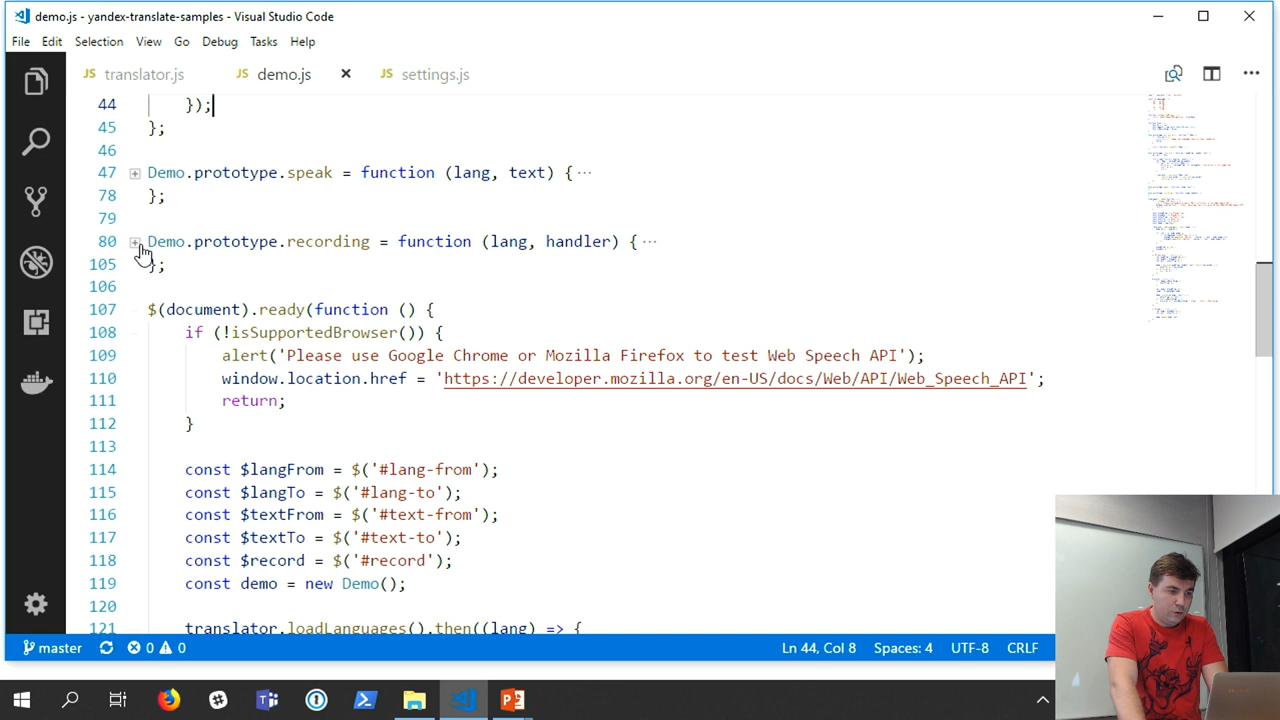 demo.js - yandex-translate-samples - Visual Studio Code
File Edit Selection View Go Debug Tasks Help
JS translator.js JS demo.js JS settings.js
44 });
45 };
46
47 Demo.prototype.speak = function (lang, text) {
78 };
79
80 Demo.prototype.recording = function (lang, handler) {
105 };
106
107 $(document).ready(function () {
108 if (!isSupportedBrowser()) {
109 alert('Please use Google Chrome or Mozilla Firefox to test Web Speech API');
110 window.location.href = 'https://developer.mozilla.org/en-US/docs/Web/API/Web_Speech_API';
111 return;
112 }
113
114 const $langFrom = $('#lang-from');
115 const $langTo = $('#lang-to');
116 const $textFrom = $('#text-from');
117 const $textTo = $('#text-to');
118 const $record = $('#record');
119 const demo = new Demo();
120
121 translator.loadLanguages().then((lang) => {
master 0 0 Ln 44, Col 8 Spaces: 4 UTF-8 CRLF